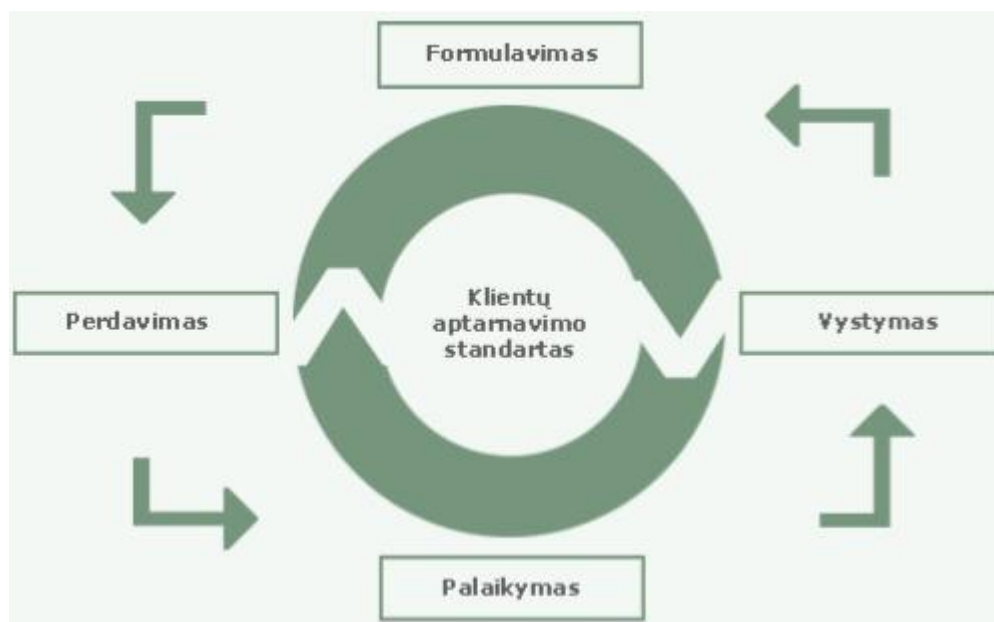 Formulavimas
Perdavimas
Klientų
aptarnavimo
standartas
Vystymas
Palaikymas